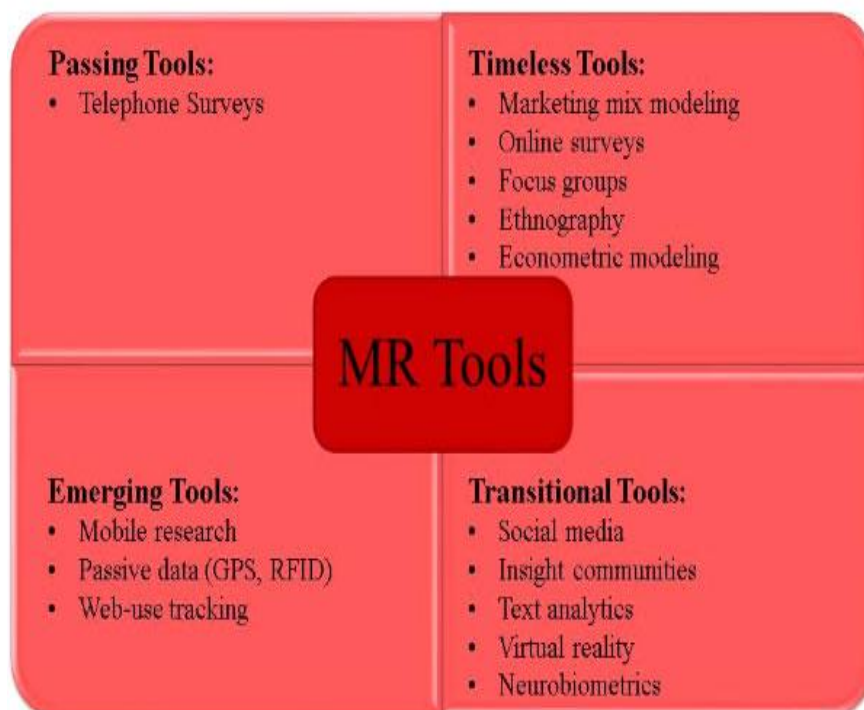 Passing Tools:
• Telephone Surveys
Timeless Tools:
• Marketing mix modeling
• Online surveys
• Focus groups
• Ethnography
• Econometric modeling
MR Tools
Emerging Tools:
• Mobile research
• Passive data (GPS, RFID)
• Web-use tracking
Transitional Tools:
• Social media
• Insight communities
• Text analytics
• Virtual reality
• Neurobiometrics